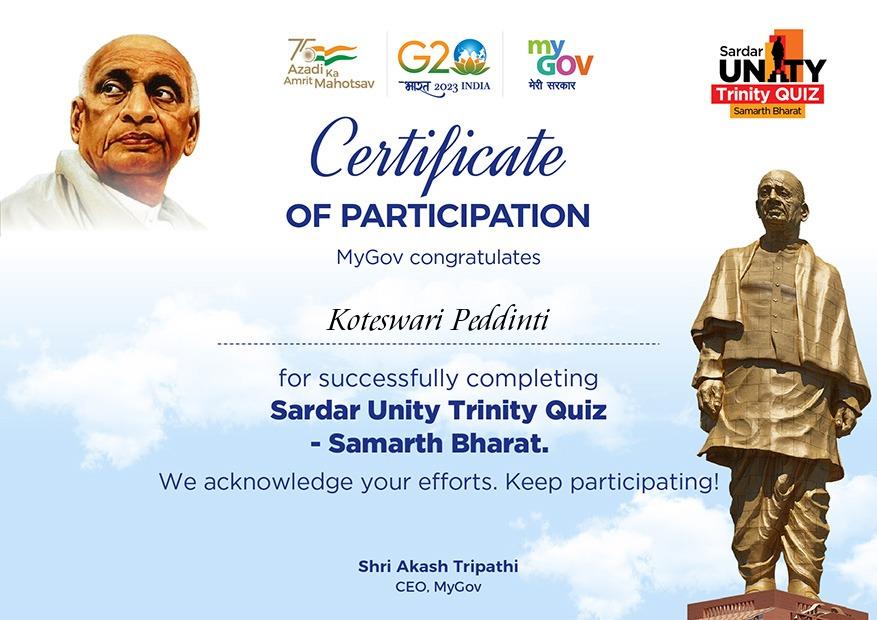 75
Azadi Ka
Amrit Mahotsav
G20
भारत 2023 INDIA
my
GOV
मेरी सरकार
Sardar
UNITY
Trinity QUIZ
Samarth Bharat
Certificate
OF PARTICIPATION
MyGov congratulates
Koteswari Peddinti
for successfully completing
Sardar Unity Trinity Quiz
- Samarth Bharat.
We acknowledge your efforts. Keep participating!
Shri Akash Tripathi
CEO, MyGov